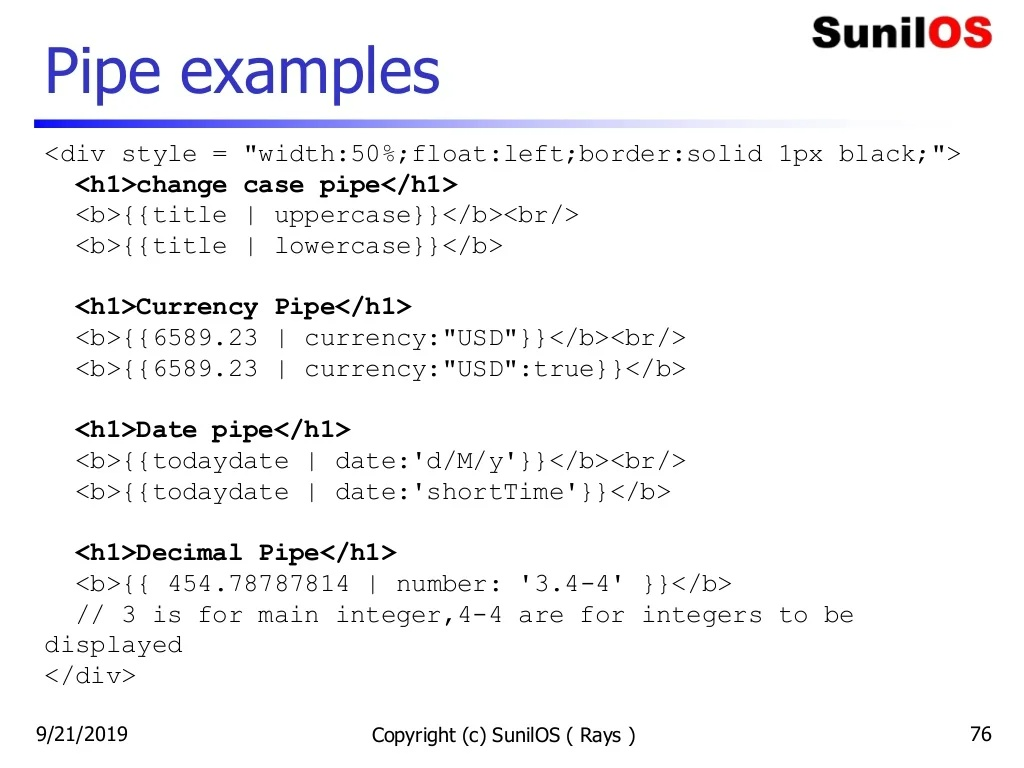 SunilOS
Pipe examples
<div style = "width:50%;float:left;border:solid 1px black;">
<h1>change case pipe</h1>
<b>{{title | uppercase}}</b><br/>
<b>{{title | lowercase}}</b>
<h1>Currency Pipe</h1>
<b>{{6589.23 | currency:"USD"}}</b><br/>
<b>{{6589.23 | currency:"USD":true}}</b>
<h1>Date pipe</h1>
<b>{{todaydate | date:'d/M/y'}}</b><br/>
<b>{{todaydate | date:'shortTime'}}</b>
<h1>Decimal Pipe</h1>
<b>{{ 454.78787814 | number: '3.4-4' }}</b>
// 3 is for main integer,4-4 are for integers to be
displayed
</div>
9/21/2019
Copyright (c) SunilOS ( Rays )
76